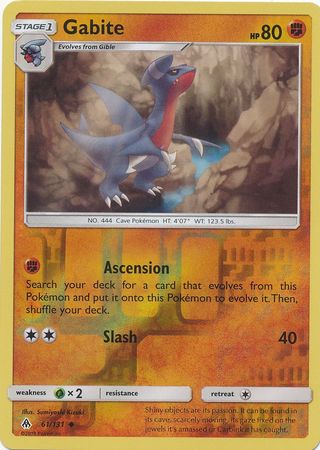 STAGE 1
Gabite
HP 80
Evolves from Gible
NO. 444 Cave Pokémon HT: 4'07" WT: 123.5 lbs.
Ascension
Search your deck for a card that evolves from this
Pokémon and put it onto this Pokémon to evolve it. Then,
shuffle your deck.
Slash 40
weakness × 2 resistance retreat
Illus. Sumiyoshi Kizuki
61/131
©2018 Pokémon
Shiny objects are its passion. It can be found in
its cave, scarcely moving, its gaze fixed on the jewels
it's amassed or Carbink it has caught.